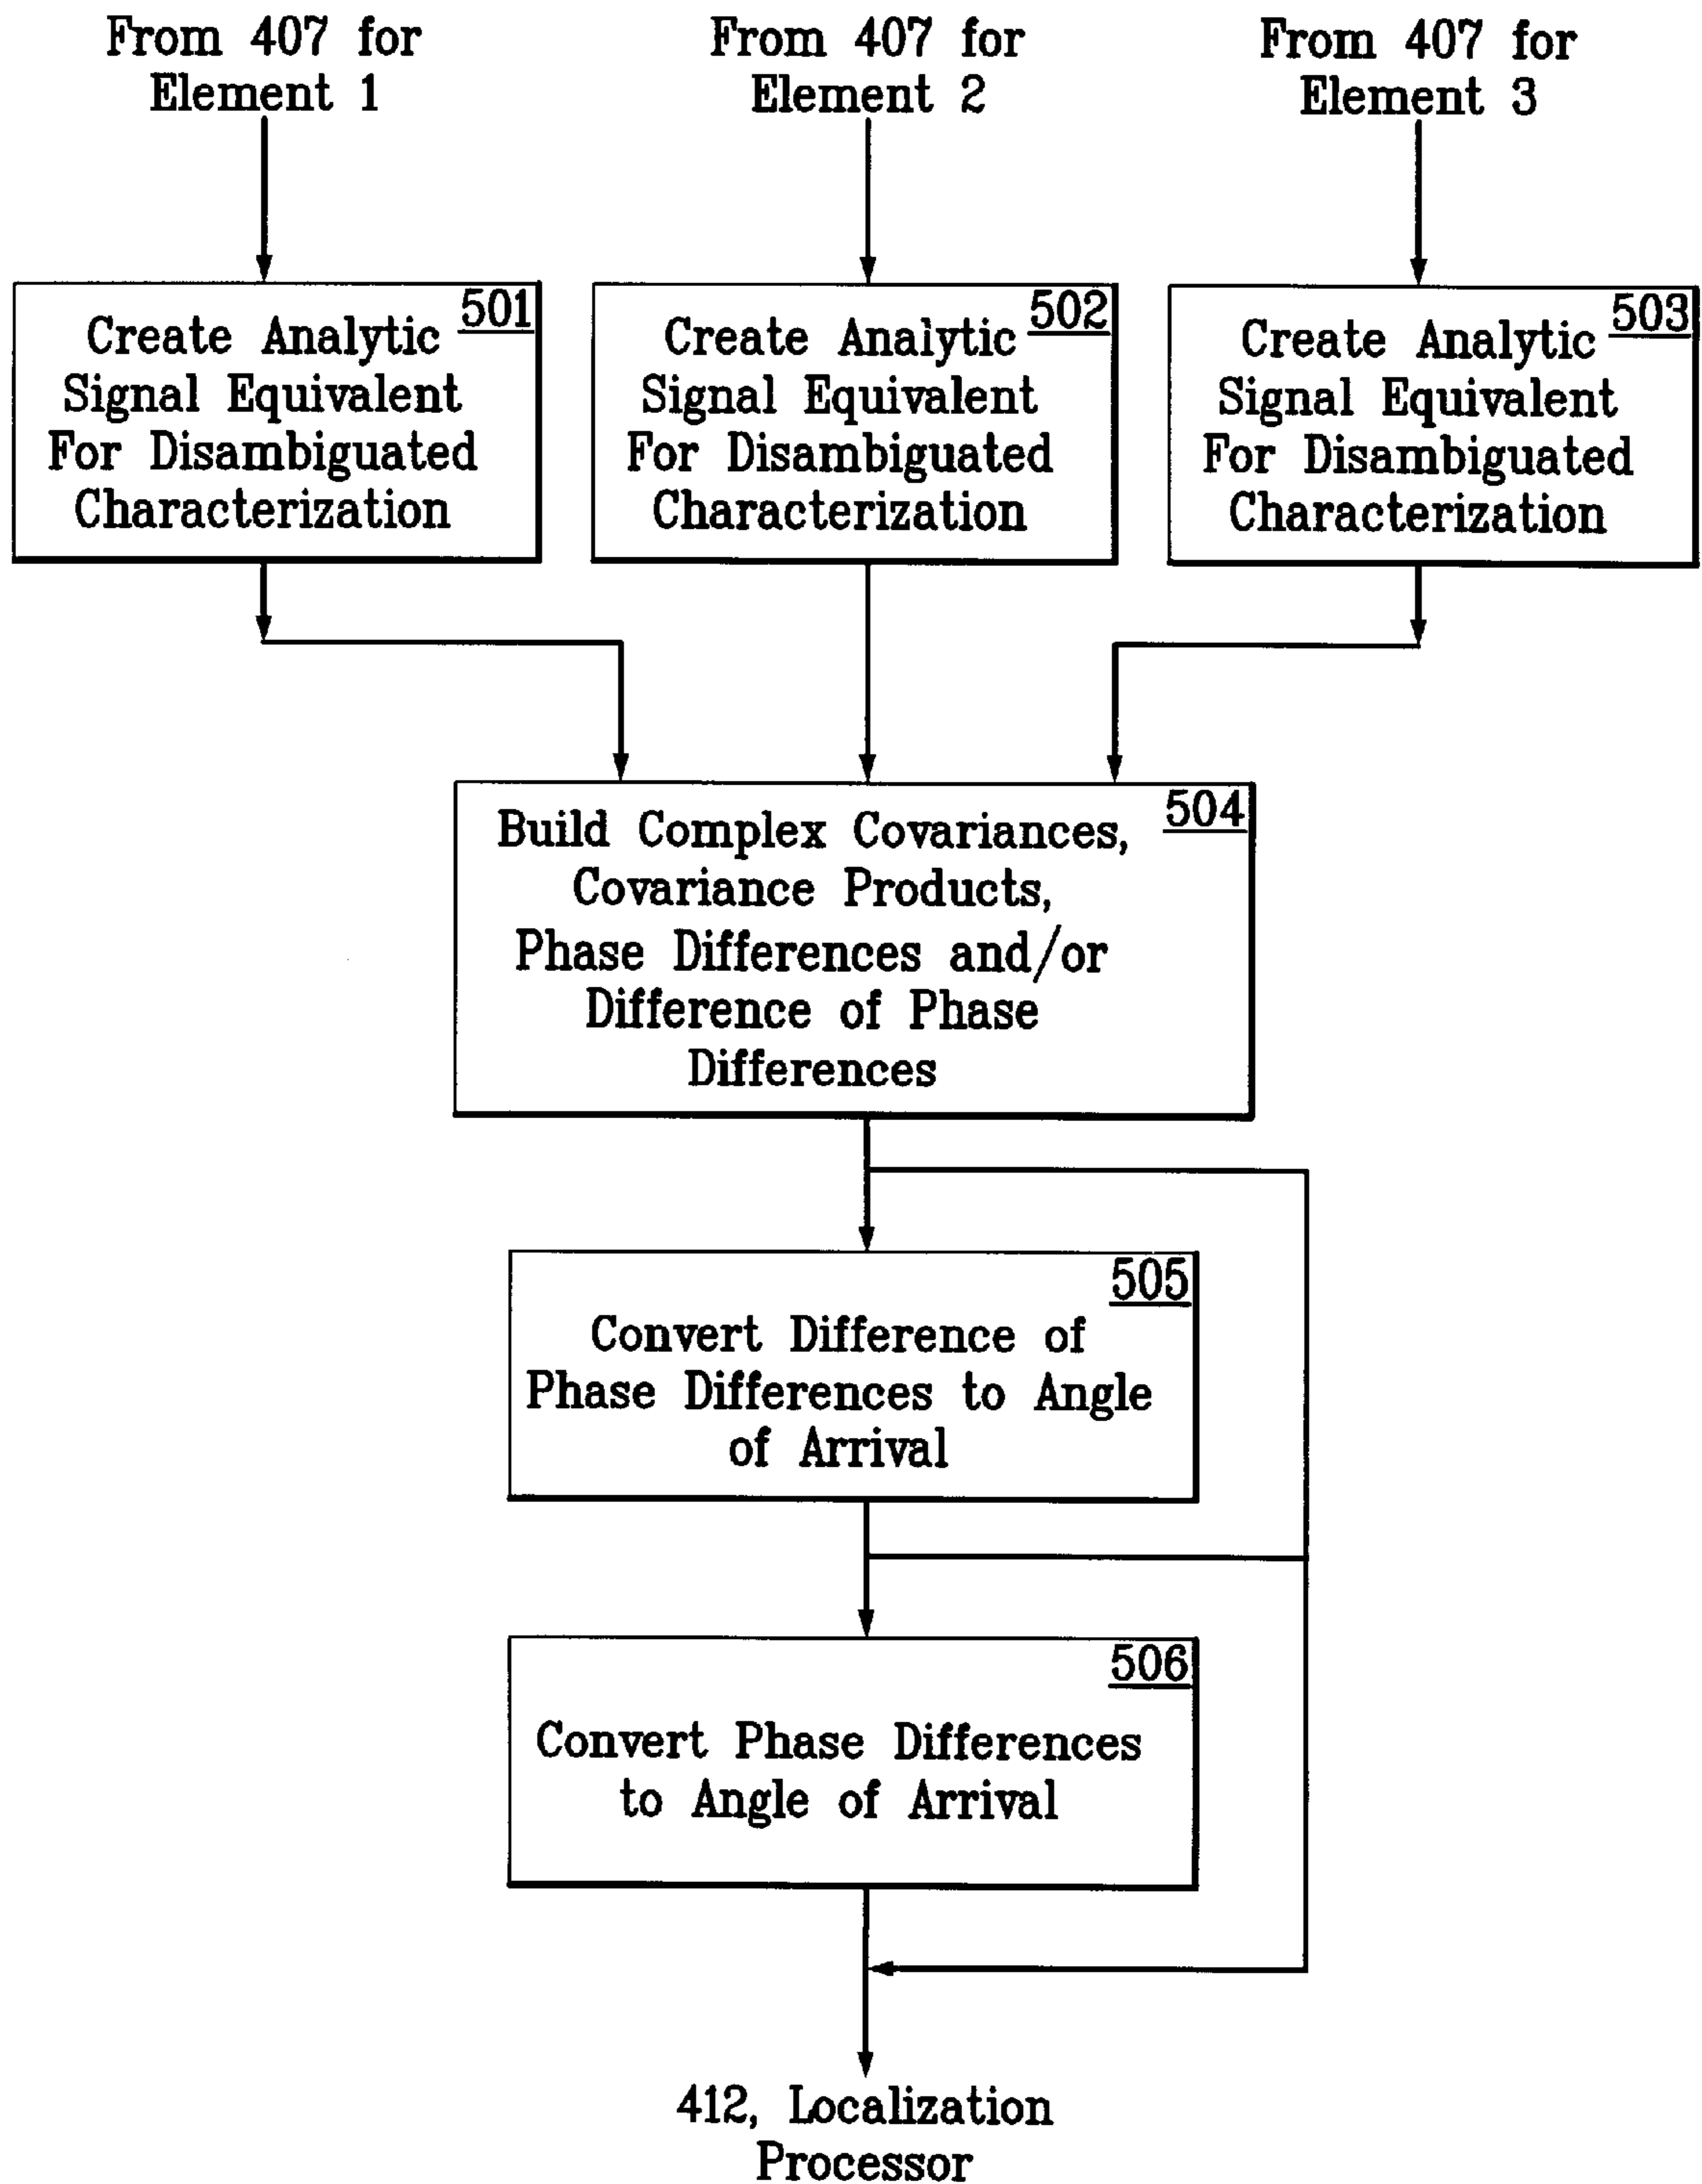 From 407 for
Element 1
From 407 for
Element 2
From 407 for
Element 3
501
Create Analytic
Signal Equivalent
For Disambiguated
Characterization
502
Create Analytic
Signal Equivalent
For Disambiguated
Characterization
503
Create Analytic
Signal Equivalent
For Disambiguated
Characterization
504
Build Complex Covariances,
Covariance Products,
Phase Differences and/or
Difference of Phase
Differences
505
Convert Difference of
Phase Differences to Angle
of Arrival
506
Convert Phase Differences
to Angle of Arrival
412, Localization
Processor